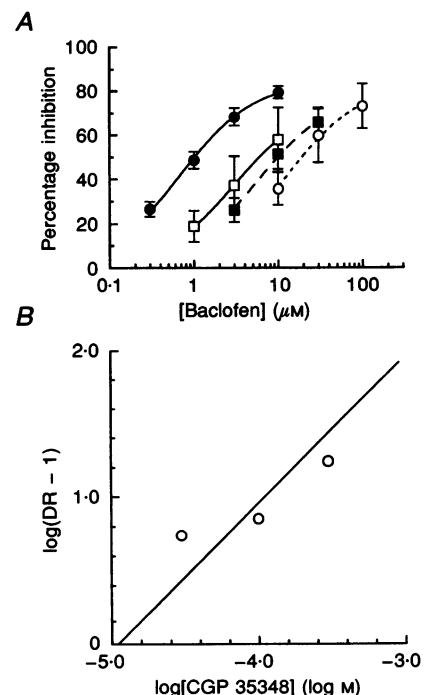 A
100
80
60
40
20
0
Percentage inhibition
0·1 1 10 100
[Baclofen] (μM)
B
2·0
1·0
0
log(DR − 1)
-5·0 -4·0 -3·0
log[CGP 35348] (log M)